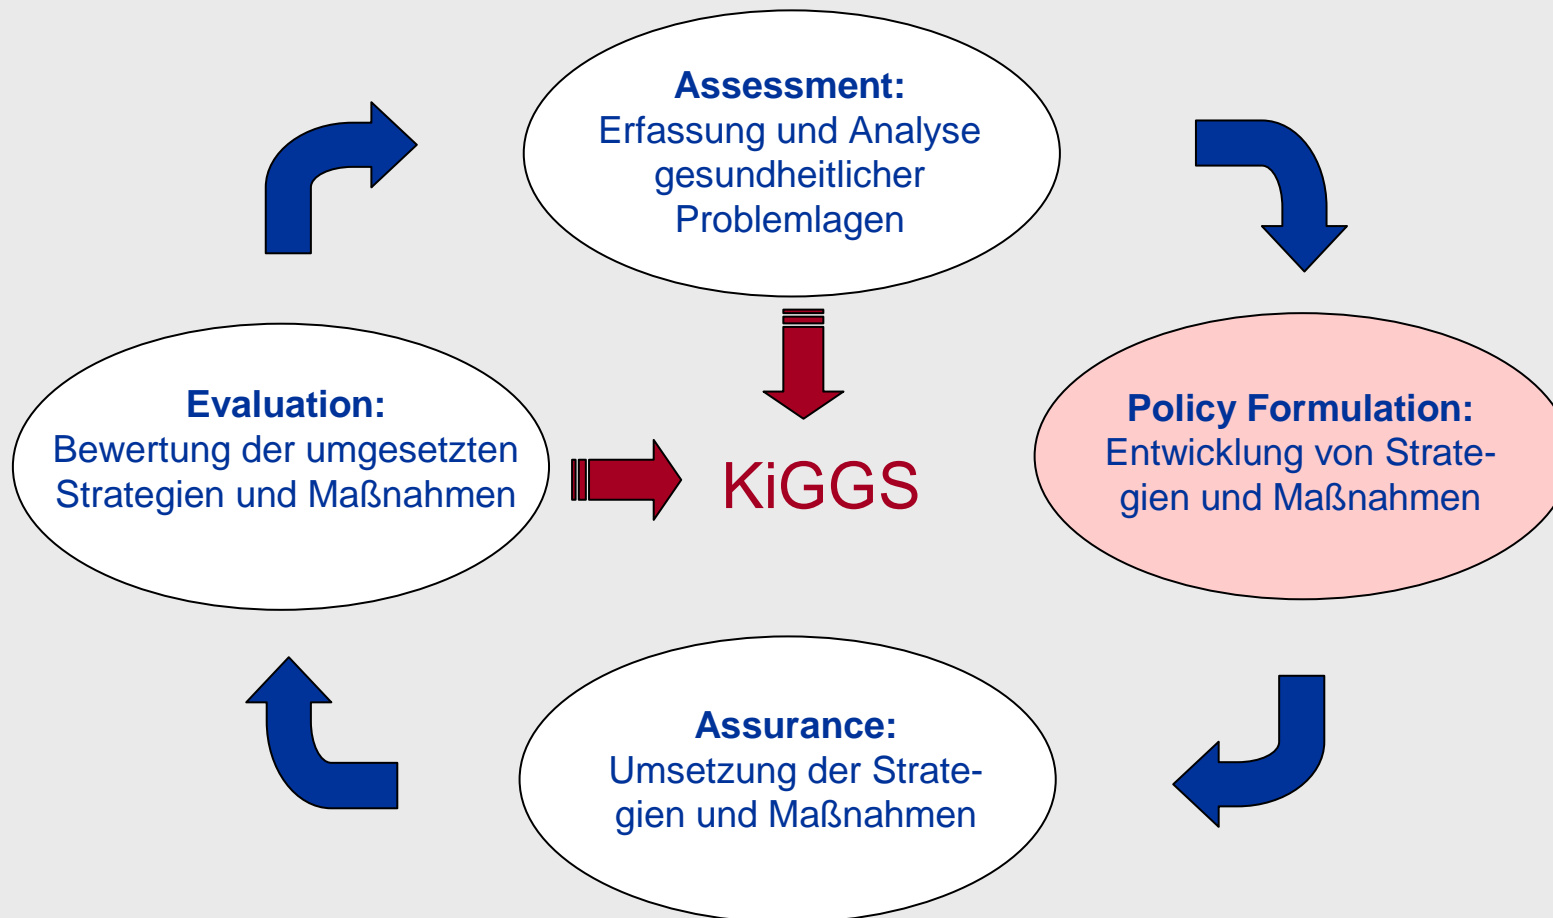 Assessment:
Erfassung und Analyse
gesundheitlicher
Problemlagen
Evaluation:
Bewertung der umgesetzten
Strategien und Maßnahmen
KiGGS
Policy Formulation:
Entwicklung von Strate-
gien und Maßnahmen
Assurance:
Umsetzung der Strate-
gien und Maßnahmen